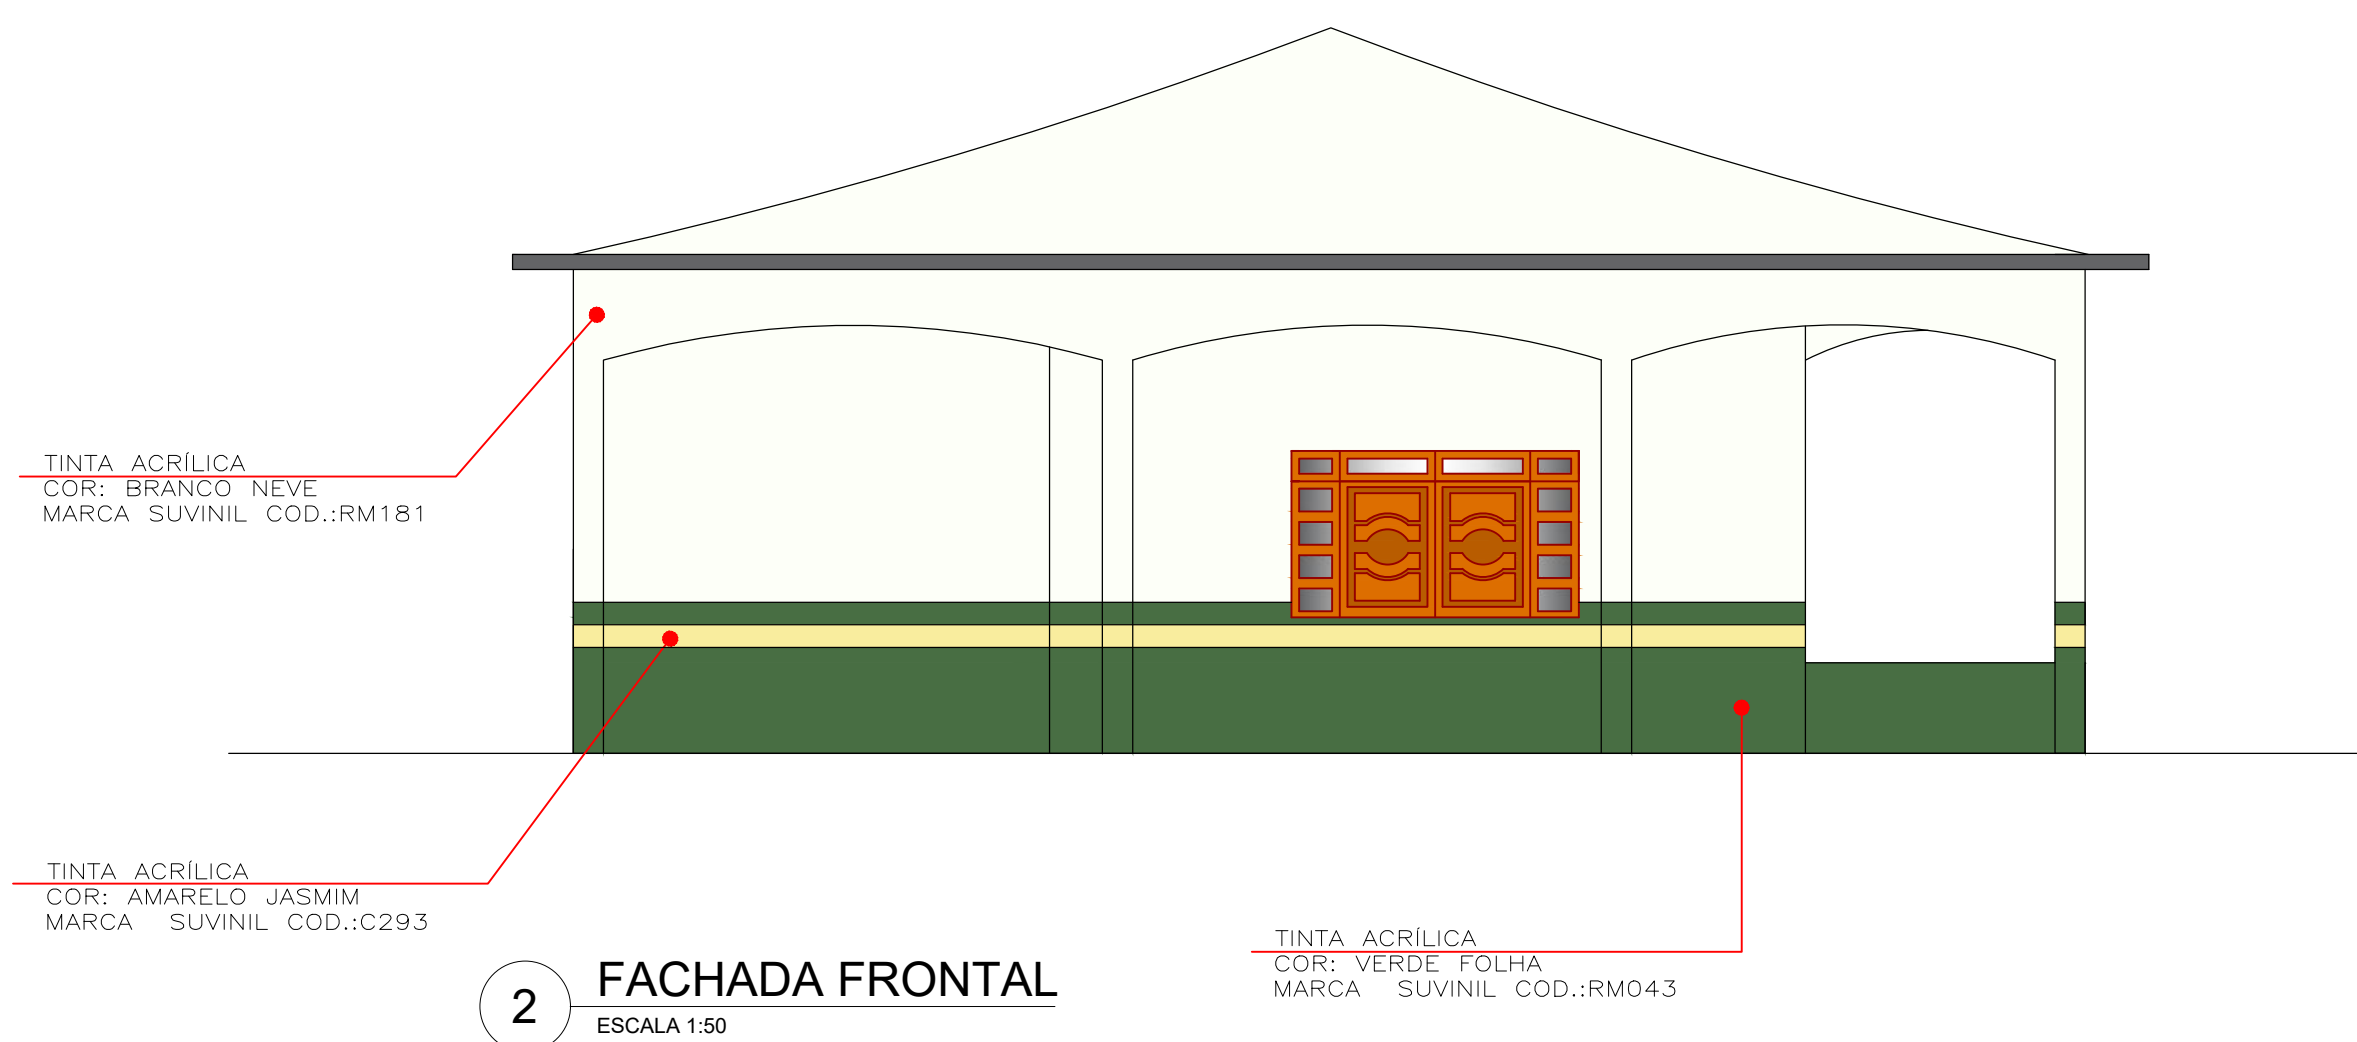 TINTA ACRÍLICA
COR: BRANCO NEVE
MARCA SUVINIL COD.:RM181
TINTA ACRÍLICA
COR: AMARELO JASMIM
MARCA SUVINIL COD.:C293
TINTA ACRÍLICA
COR: VERDE FOLHA
MARCA SUVINIL COD.:RM043
2
FACHADA FRONTAL
ESCALA 1:50